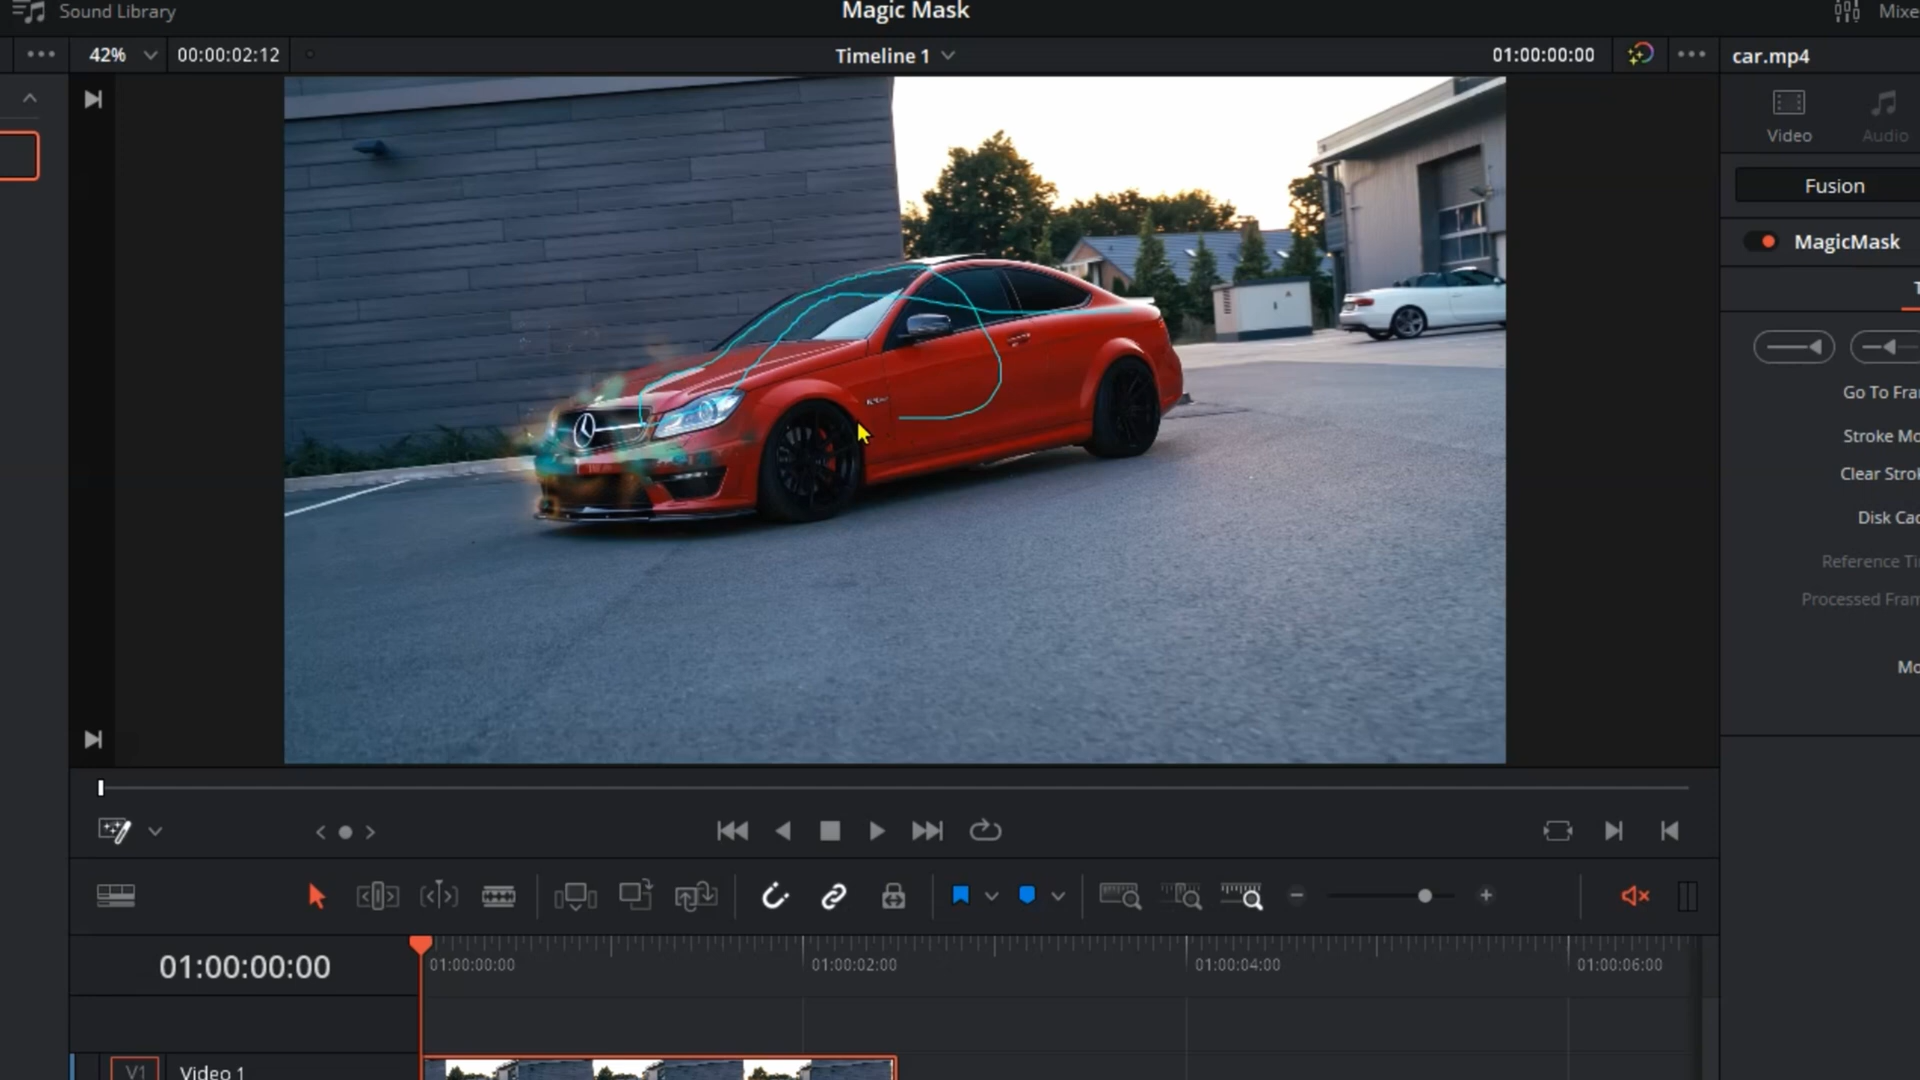 Sound Library
Magic Mask
Mixe
42%
00:00:02:12
Timeline 1
01:00:00:00
car.mp4
Video
Audio
Fusion
MagicMask
T
Go To Fra
Stroke Mo
Clear Strok
Disk Cac
Reference Ti
Processed Fram
Mo
01:00:00:00
01:00:00:00
01:00:02:00
01:00:04:00
01:00:06:00
V1
Video 1